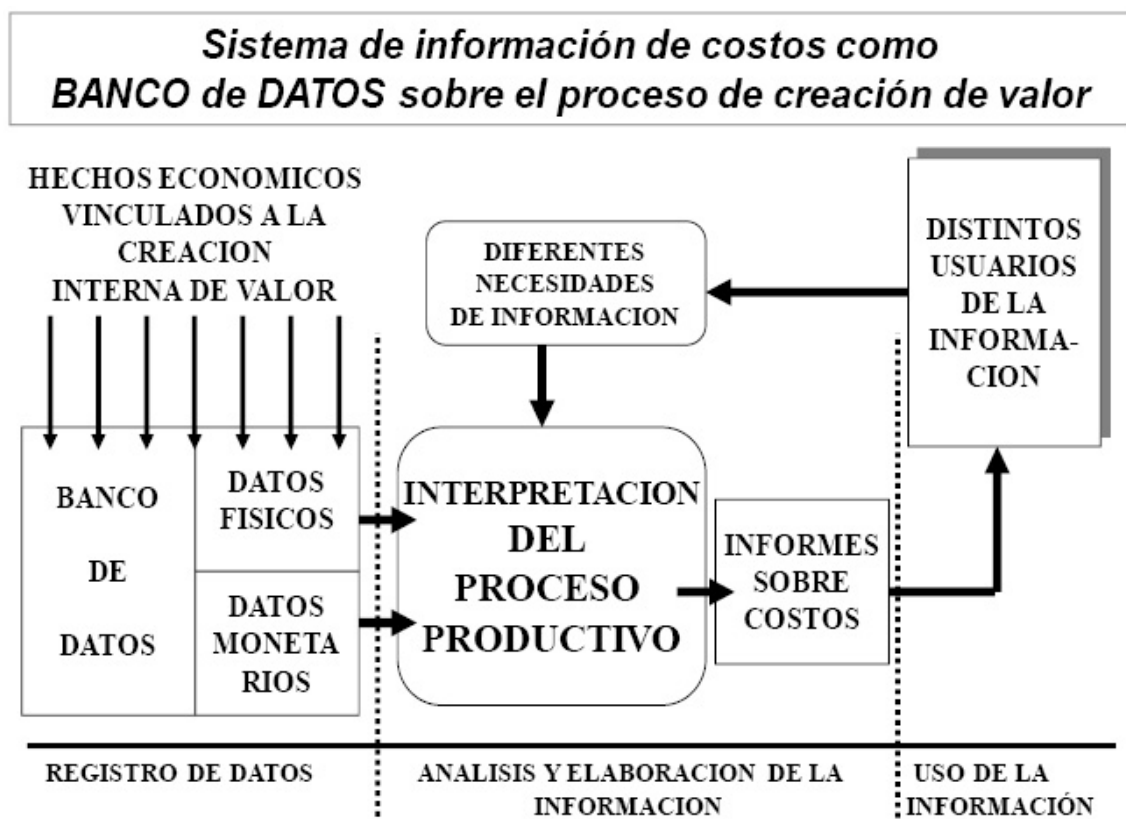 Sistema de información de costos como
BANCO de DATOS sobre el proceso de creación de valor
HECHOS ECONOMICOS
VINCULADOS A LA
CREACION
INTERNA DE VALOR
BANCO
DE
DATOS
DATOS
FISICOS
DATOS
MONETA
RIOS
DIFERENTES
NECESIDADES
DE INFORMACION
INTERPRETACION
DEL
PROCESO
PRODUCTIVO
INFORMES
SOBRE
COSTOS
DISTINTOS
USUARIOS
DE LA
INFORMA-
CION
REGISTRO DE DATOS
ANALISIS Y ELABORACION DE LA
INFORMACION
USO DE LA
INFORMACIÓN